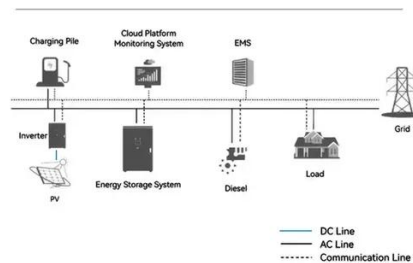 Charging Pile
Cloud Platform
Monitoring System
EMS
Grid
Inverter
PV
Energy Storage System
Diesel
Load
DC Line
AC Line
Communication Line